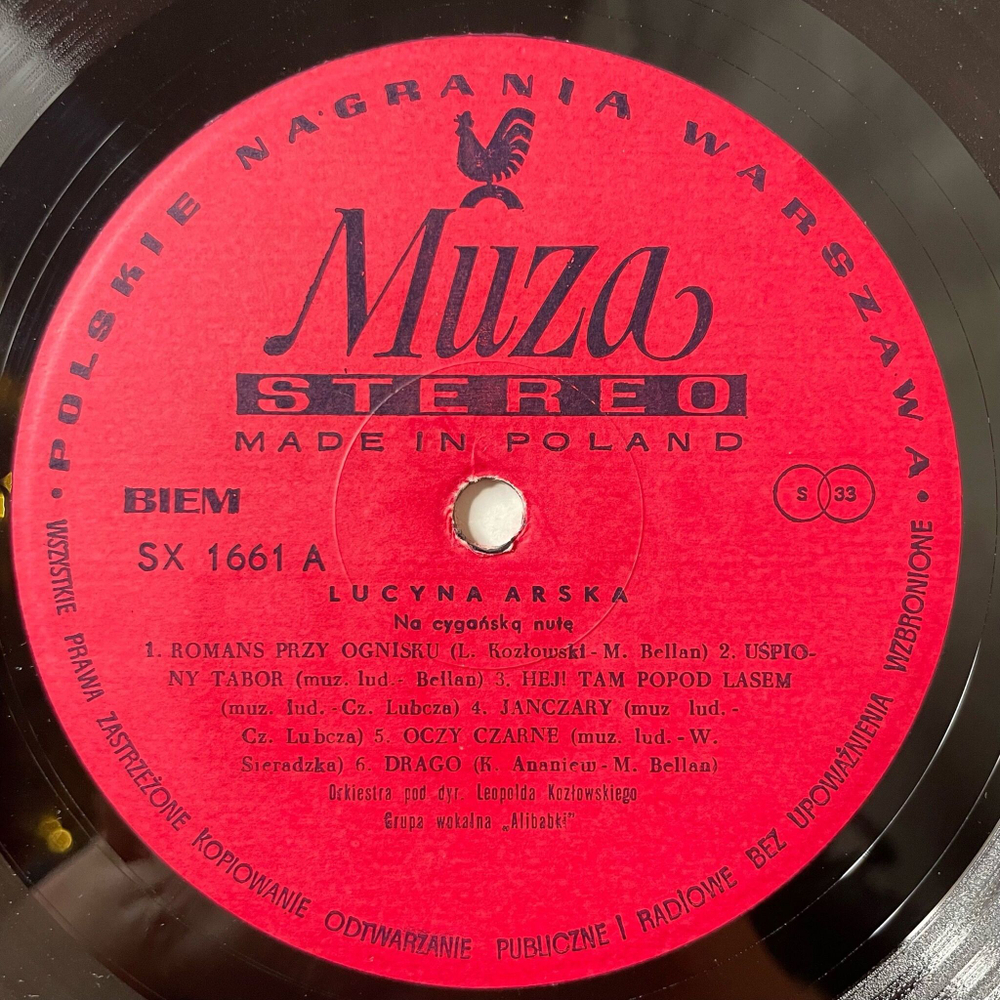 • POLSKIE NAGRANIA WARSZAWA •
Muza
STEREO
MADE IN POLAND
BIEM
S 33
SX 1661 A
LUCYNA ARSKA
Na cygańską nutę
1. ROMANS PRZY OGNISKU (L. Kozłowski - M. Bellan) 2. UŚPIO-
NY TABOR (muz. lud. - Bellan) 3. HEJ! TAM POPOD LASEM
(muz. lud. - Cz. Lubcza) 4. JANCZARY (muz lud. -
Cz. Lubcza) 5. OCZY CZARNE (muz. lud. - W.
Sieradzka) 6. DRAGO (K. Ananiew - M. Bellan)
Orkiestra pod dyr. Leopolda Kozłowskiego
Grupa wokalna „Alibabki”
WSZYSTKIE PRAWA ZASTRZEŻONE KOPIOWANIE ODTWARZANIE PUBLICZNE I RADIOWE BEZ UPOWAŻNIENIA WZBRONIONE